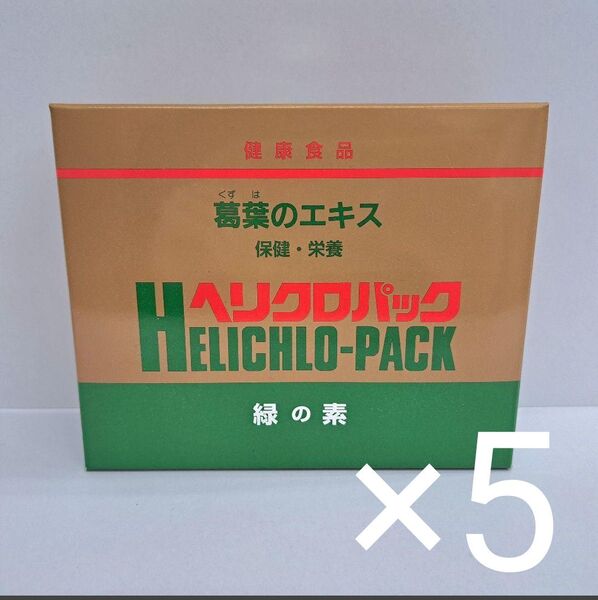 健康食品
くず は
葛葉のエキス
保健・栄養
ヘリクロパック
HELICHLO-PACK
緑の素
×5